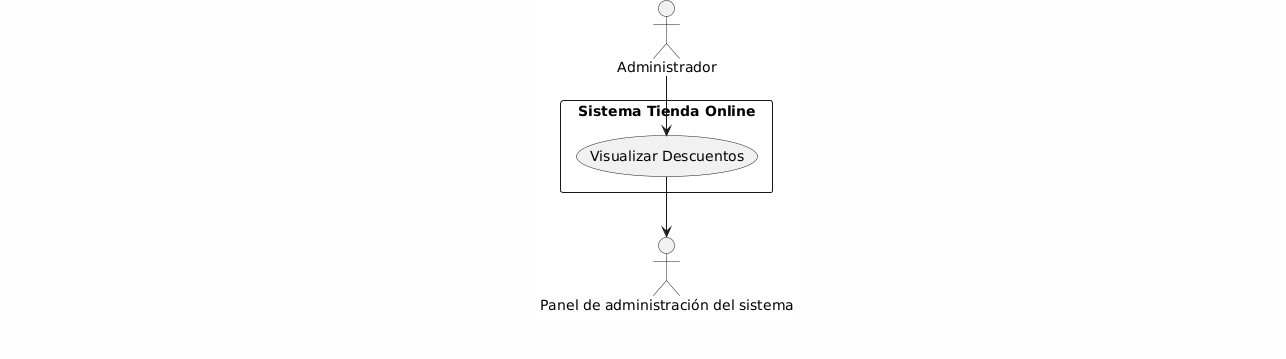 Administrador
Sistema Tienda Online
Visualizar Descuentos
Panel de administración del sistema